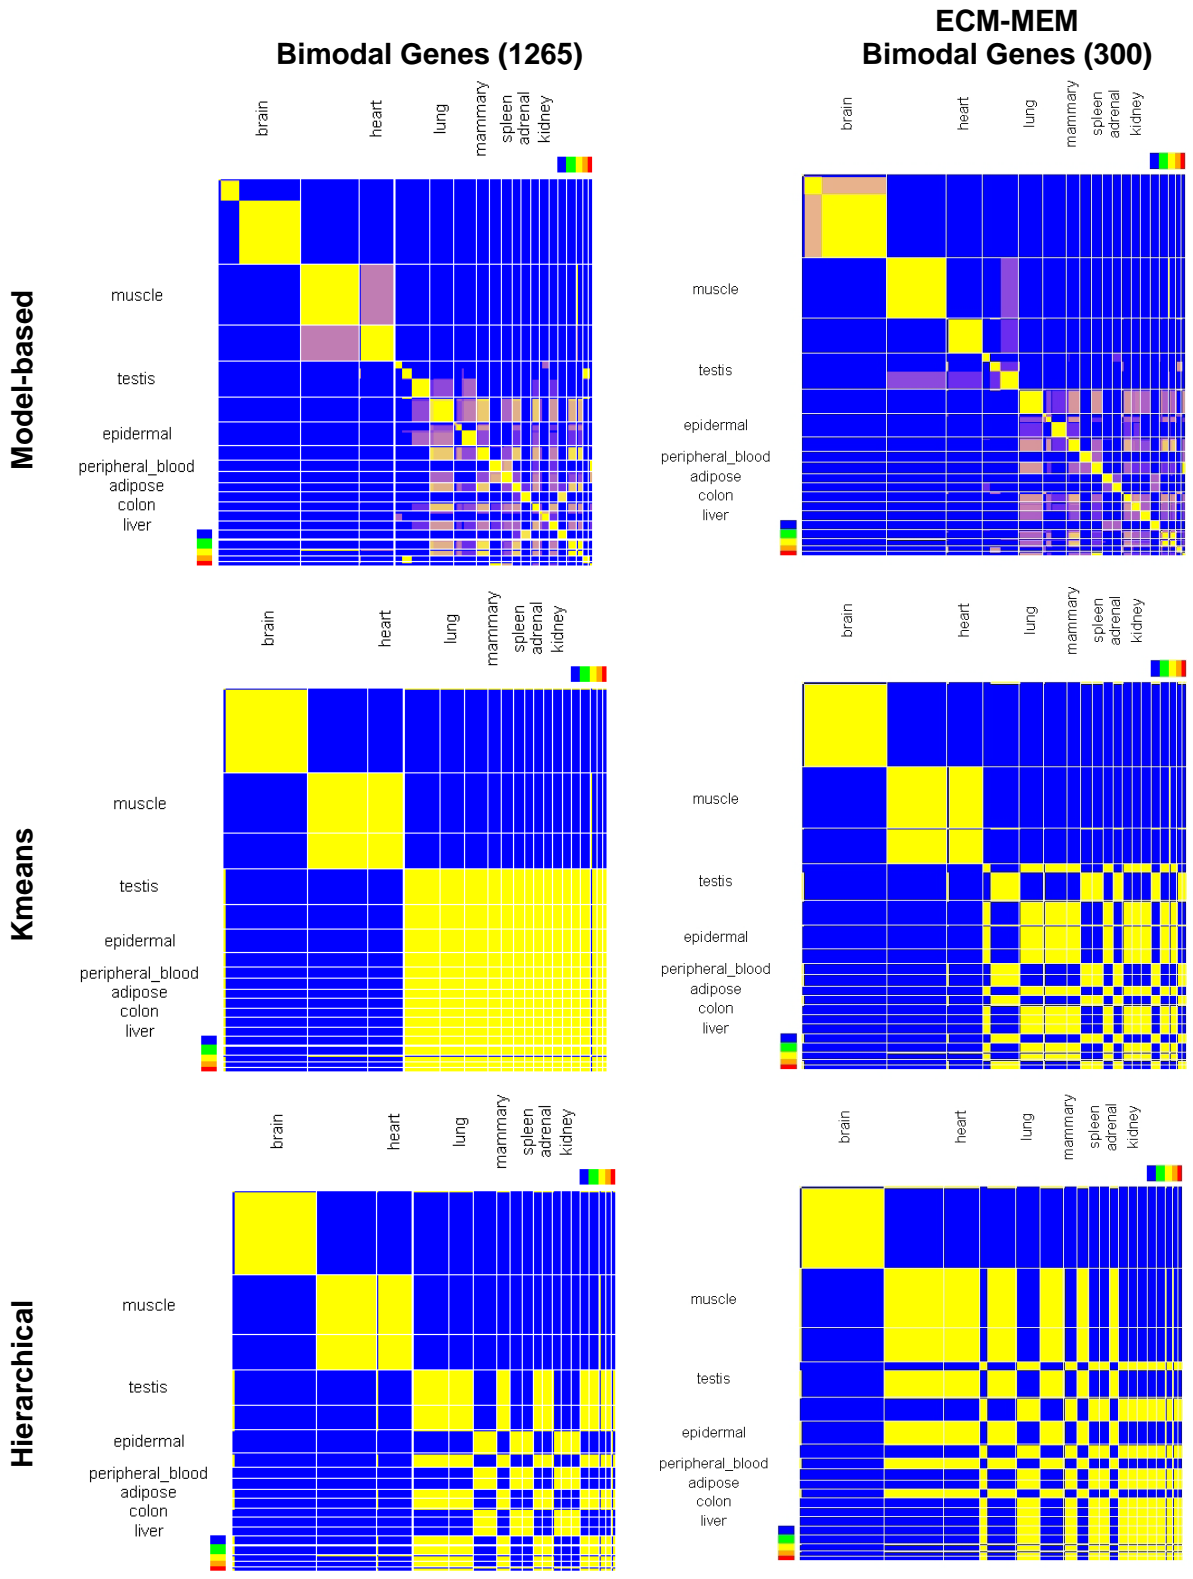 ECM-MEM
Bimodal Genes (1265)
Bimodal Genes (300)
Model-based
brain
heart
lung
mammary
spleen
adrenal
kidney
muscle
testis
epidermal
peripheral_blood
adipose
colon
liver
brain
heart
lung
mammary
spleen
adrenal
kidney
muscle
testis
epidermal
peripheral_blood
adipose
colon
liver
Kmeans
brain
heart
lung
mammary
spleen
adrenal
kidney
muscle
testis
epidermal
peripheral_blood
adipose
colon
liver
brain
heart
lung
mammary
spleen
adrenal
kidney
muscle
testis
epidermal
peripheral_blood
adipose
colon
liver
Hierarchical
brain
heart
lung
mammary
spleen
adrenal
kidney
muscle
testis
epidermal
peripheral_blood
adipose
colon
liver
brain
heart
lung
mammary
spleen
adrenal
kidney
muscle
testis
epidermal
peripheral_blood
adipose
colon
liver